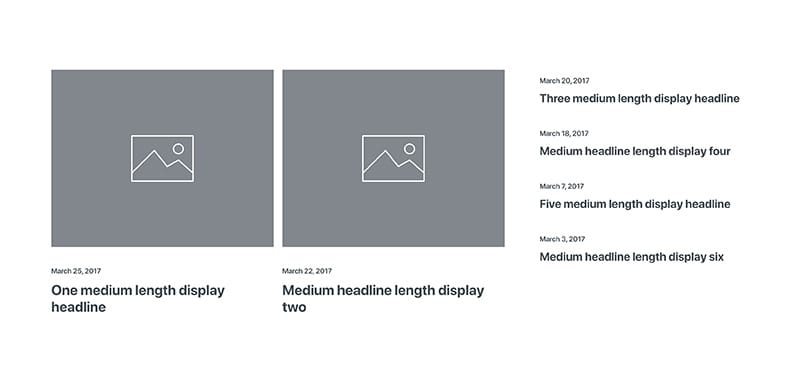 March 25, 2017
One medium length display
headline
March 22, 2017
Medium headline length display
two
March 20, 2017
Three medium length display headline
March 18, 2017
Medium headline length display four
March 7, 2017
Five medium length display headline
March 3, 2017
Medium headline length display six